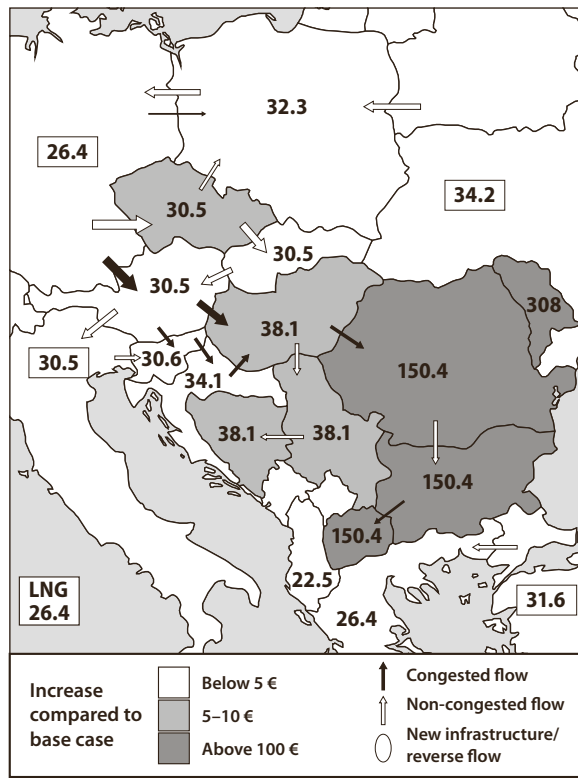 32.3
26.4
34.2
30.5
30.5
30.5
308
38.1
30.5
30.6
34.1
150.4
38.1
38.1
150.4
150.4
22.5
LNG
26.4
31.6
26.4
Increase
compared to
base case
Below 5 €
5–10 €
Above 100 €
Congested flow
Non-congested flow
New infrastructure/
reverse flow